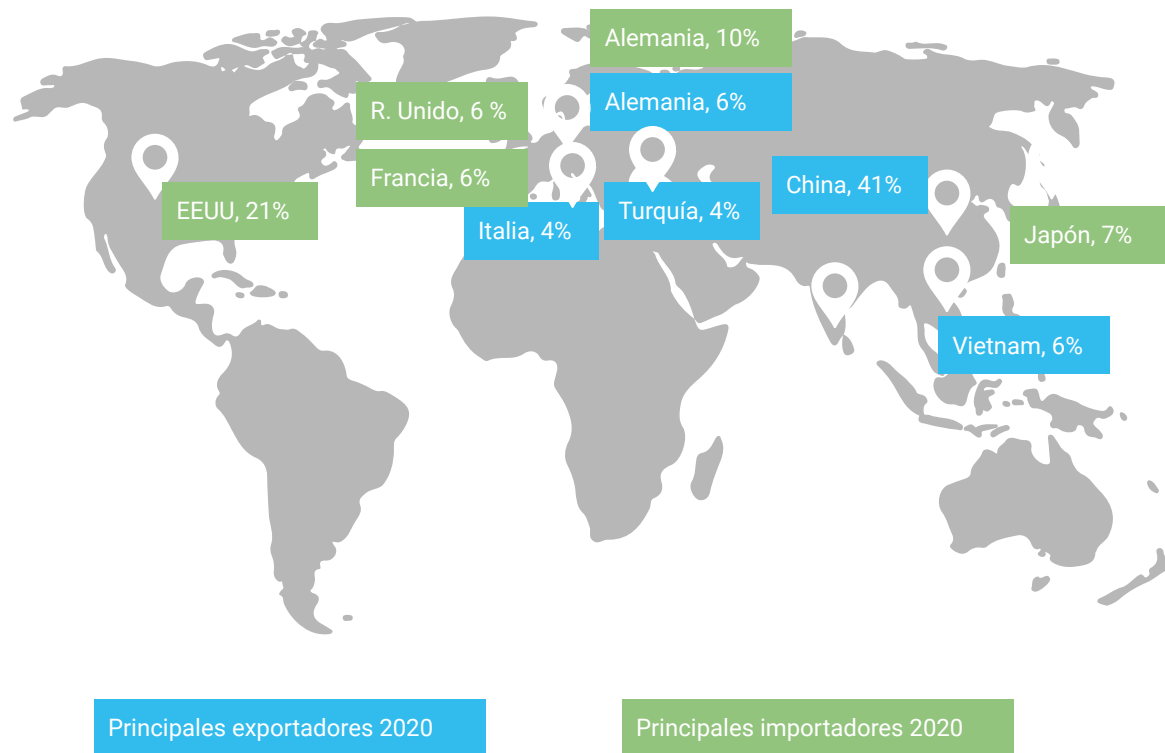 Alemania, 10%
Alemania, 6%
R. Unido, 6 %
Francia, 6%
EEUU, 21%
Italia, 4%
Turquía, 4%
China, 41%
Japón, 7%
Vietnam, 6%
Principales exportadores 2020
Principales importadores 2020